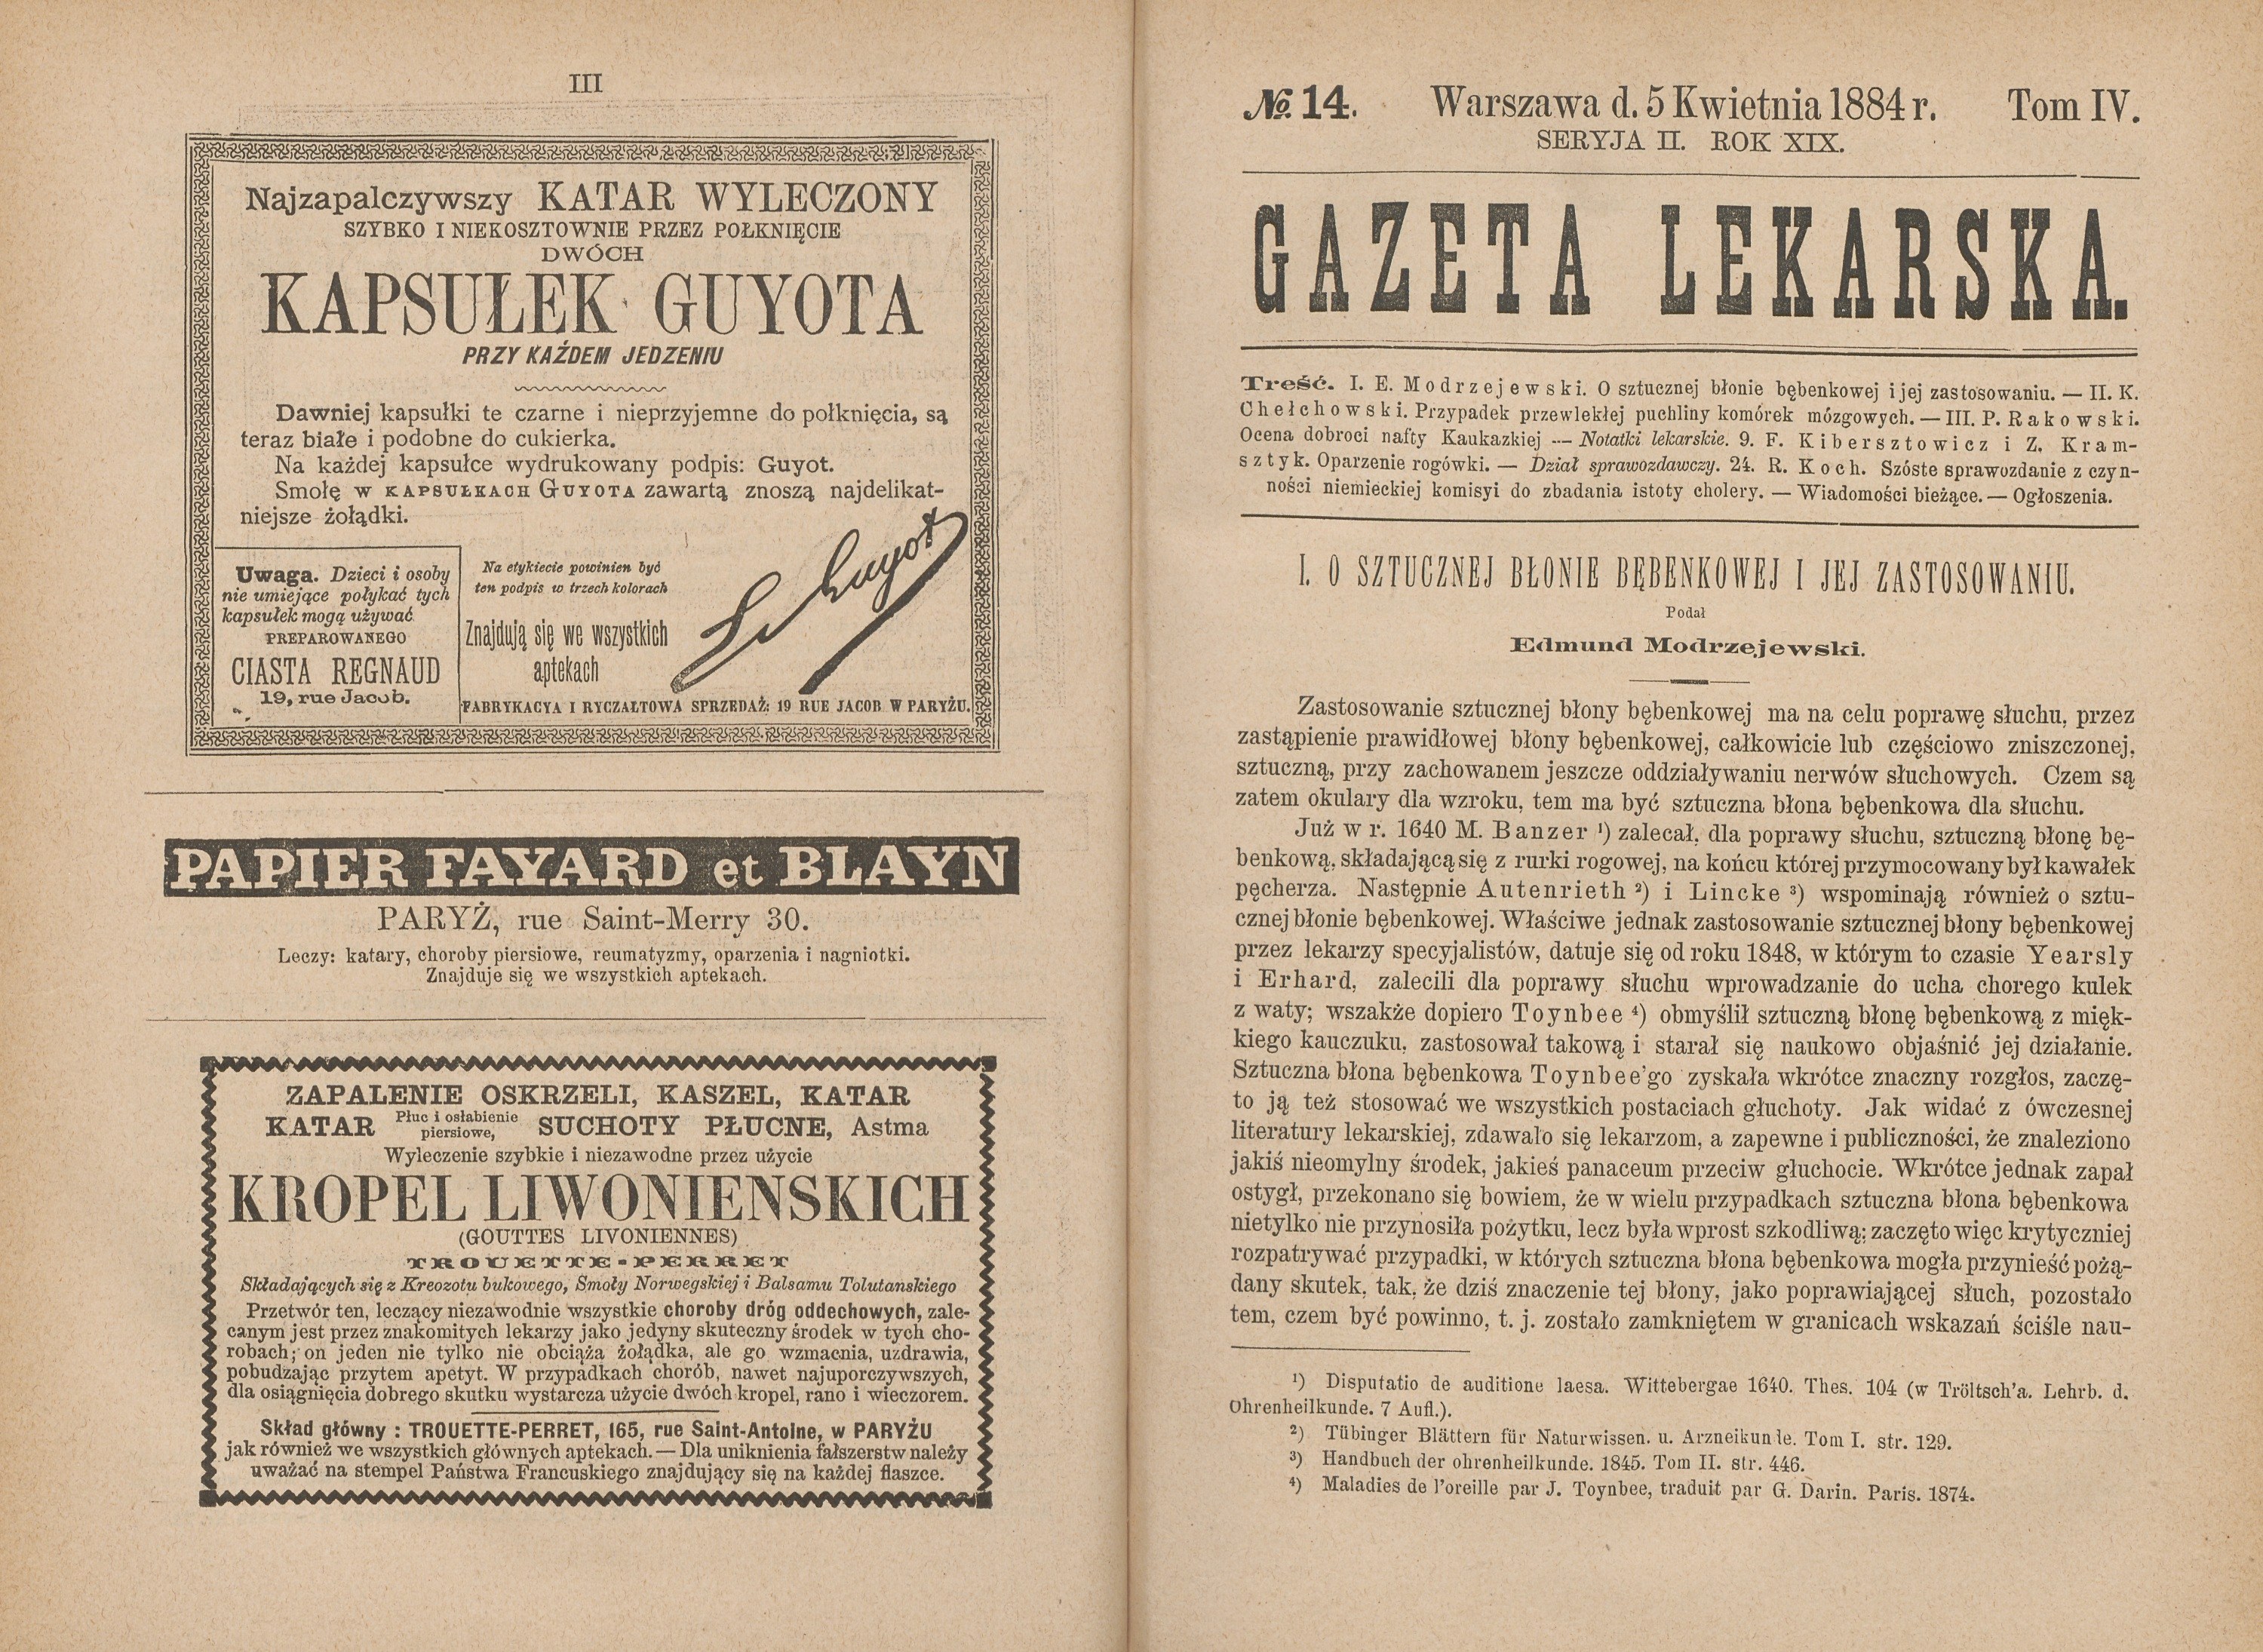 III
Najzapalczywszy KATAR WYLECZONY
SZYBKO I NIEKOSZTOWNIE PRZEZ POŁKNIĘCIE
DWÓCH
KAPSUŁEK GUYOTA
PRZY KAŹDEM JEDZENIU
Dawniej kapsułki te czarne i nieprzyjemne do połknięcia, są
teraz białe i podobne do cukierka.
Na każdej kapsułce wydrukowany podpis: Guyot.
Smołę w KAPSUŁKACH GUYOTA zawartą znoszą najdelikat-
niejsze żołądki.
Uwaga. Dzieci i osoby
nie umiejące połykać tych
kapsułek mogą używać
PREPAROWANEGO
CIASTA REGNAUD
19, rue Jacob.
Na etykiecie powinien być
ten podpis w trzech kolorach
Znajdują się we wszystkich
aptekach
Guyot
FABRYKACYA I RYCZAŁTOWA SPRZEDAŻ: 19 RUE JACOB W PARYŻU.
PAPIER FAYARD et BLAYN
PARYŻ, rue Saint-Merry 30.
Leczy: katary, choroby piersiowe, reumatyzmy, oparzenia i nagniotki.
Znajduje się we wszystkich aptekach.
ZAPALENIE OSKRZELI, KASZEL, KATAR
KATAR Płuc i osłabienie piersiowe, SUCHOTY PŁUCNE, Astma
Wyleczenie szybkie i niezawodne przez użycie
KROPEL LIWONIENSKICH
(GOUTTES LIVONIENNES)
TROUETTE-PERRET
Składających się z Kreozotu bukowego, Smoły Norwegskiej i Balsamu Tolutanskiego
Przetwór ten, leczący niezawodnie wszystkie choroby dróg oddechowych, zale-
canym jest przez znakomitych lekarzy jako jedyny skuteczny środek w tych cho-
robach; on jeden nie tylko nie obciąża żołądka, ale go wzmacnia, uzdrawia,
pobudzając przytem apetyt. W przypadkach chorób, nawet najuporczywszych,
dla osiągnięcia dobrego skutku wystarcza użycie dwóch kropel, rano i wieczorem.
Skład główny : TROUETTE-PERRET, 165, rue Saint-Antoine, w PARYŻU
jak również we wszystkich głównych aptekach. — Dla uniknienia fałszerstw należy
uważać na stempel Państwa Francuskiego znajdujący się na każdej flaszce.
№ 14. Warszawa d. 5 Kwietnia 1884 r. Tom IV.
SERYJA II. ROK XIX.
GAZETA LEKARSKA.
Treść. I. E. Modrzejewski. O sztucznej błonie bębenkowej i jej zastosowaniu. — II. K.
Chełchowski. Przypadek przewlekłej puchliny komórek mózgowych. — III. P. Rakowski.
Ocena dobroci nafty Kaukazkiej — Notatki lekarskie. 9. F. Kibersztowicz i Z. Kram-
sztyk. Oparzenie rogówki. — Dział sprawozdawczy. 24. R. Koch. Szóste sprawozdanie z czyn-
ności niemieckiej komisyi do zbadania istoty cholery. — Wiadomości bieżące. — Ogłoszenia.
I. O SZTUCZNEJ BŁONIE BĘBENKOWEJ I JEJ ZASTOSOWANIU.
Podał
Edmund Modrzejewski.
Zastosowanie sztucznej błony bębenkowej ma na celu poprawę słuchu, przez
zastąpienie prawidłowej błony bębenkowej, całkowicie lub częściowo zniszczonej,
sztuczną, przy zachowanem jeszcze oddziaływaniu nerwów słuchowych. Czem są
zatem okulary dla wzroku, tem ma być sztuczna błona bębenkowa dla słuchu.
Już w r. 1640 M. Banzer ¹) zalecał, dla poprawy słuchu, sztuczną błonę bę-
benkową, składającą się z rurki rogowej, na końcu której przymocowany był kawałek
pęcherza. Następnie Autenrieth ²) i Lincke ³) wspominają również o sztu-
cznej błonie bębenkowej. Właściwe jednak zastosowanie sztucznej błony bębenkowej
przez lekarzy specyjalistów, datuje się od roku 1848, w którym to czasie Yearsly
i Erhard, zalecili dla poprawy słuchu wprowadzanie do ucha chorego kulek
z waty; wszakże dopiero Toynbee ⁴) obmyślił sztuczną błonę bębenkową z mięk-
kiego kauczuku, zastosował takową i starał się naukowo objaśnić jej działanie.
Sztuczna błona bębenkowa Toynbee'go zyskała wkrótce znaczny rozgłos, zaczę-
to ją też stosować we wszystkich postaciach głuchoty. Jak widać z ówczesnej
literatury lekarskiej, zdawało się lekarzom, a zapewne i publiczności, że znaleziono
jakiś nieomylny środek, jakieś panaceum przeciw głuchocie. Wkrótce jednak zapał
ostygł, przekonano się bowiem, że w wielu przypadkach sztuczna błona bębenkowa
nietylko nie przynosiła pożytku, lecz była wprost szkodliwą; zaczęto więc krytyczniej
rozpatrywać przypadki, w których sztuczna błona bębenkowa mogła przynieść pożą-
dany skutek, tak, że dziś znaczenie tej błony, jako poprawiającej słuch, pozostało
tem, czem być powinno, t. j. zostało zamkniętem w granicach wskazań ściśle nau-
¹) Disputatio de auditione laesa. Wittebergae 1640. Thes. 104 (w Tröltsch'a. Lehrb. d.
Ohrenheilkunde. 7 Aufl.).
²) Tübinger Blättern für Naturwissen. u. Arzneikunde. Tom I. str. 129.
³) Handbuch der ohrenheilkunde. 1845. Tom II. str. 446.
⁴) Maladies de l'oreille par J. Toynbee, traduit par G. Darin. Paris. 1874.